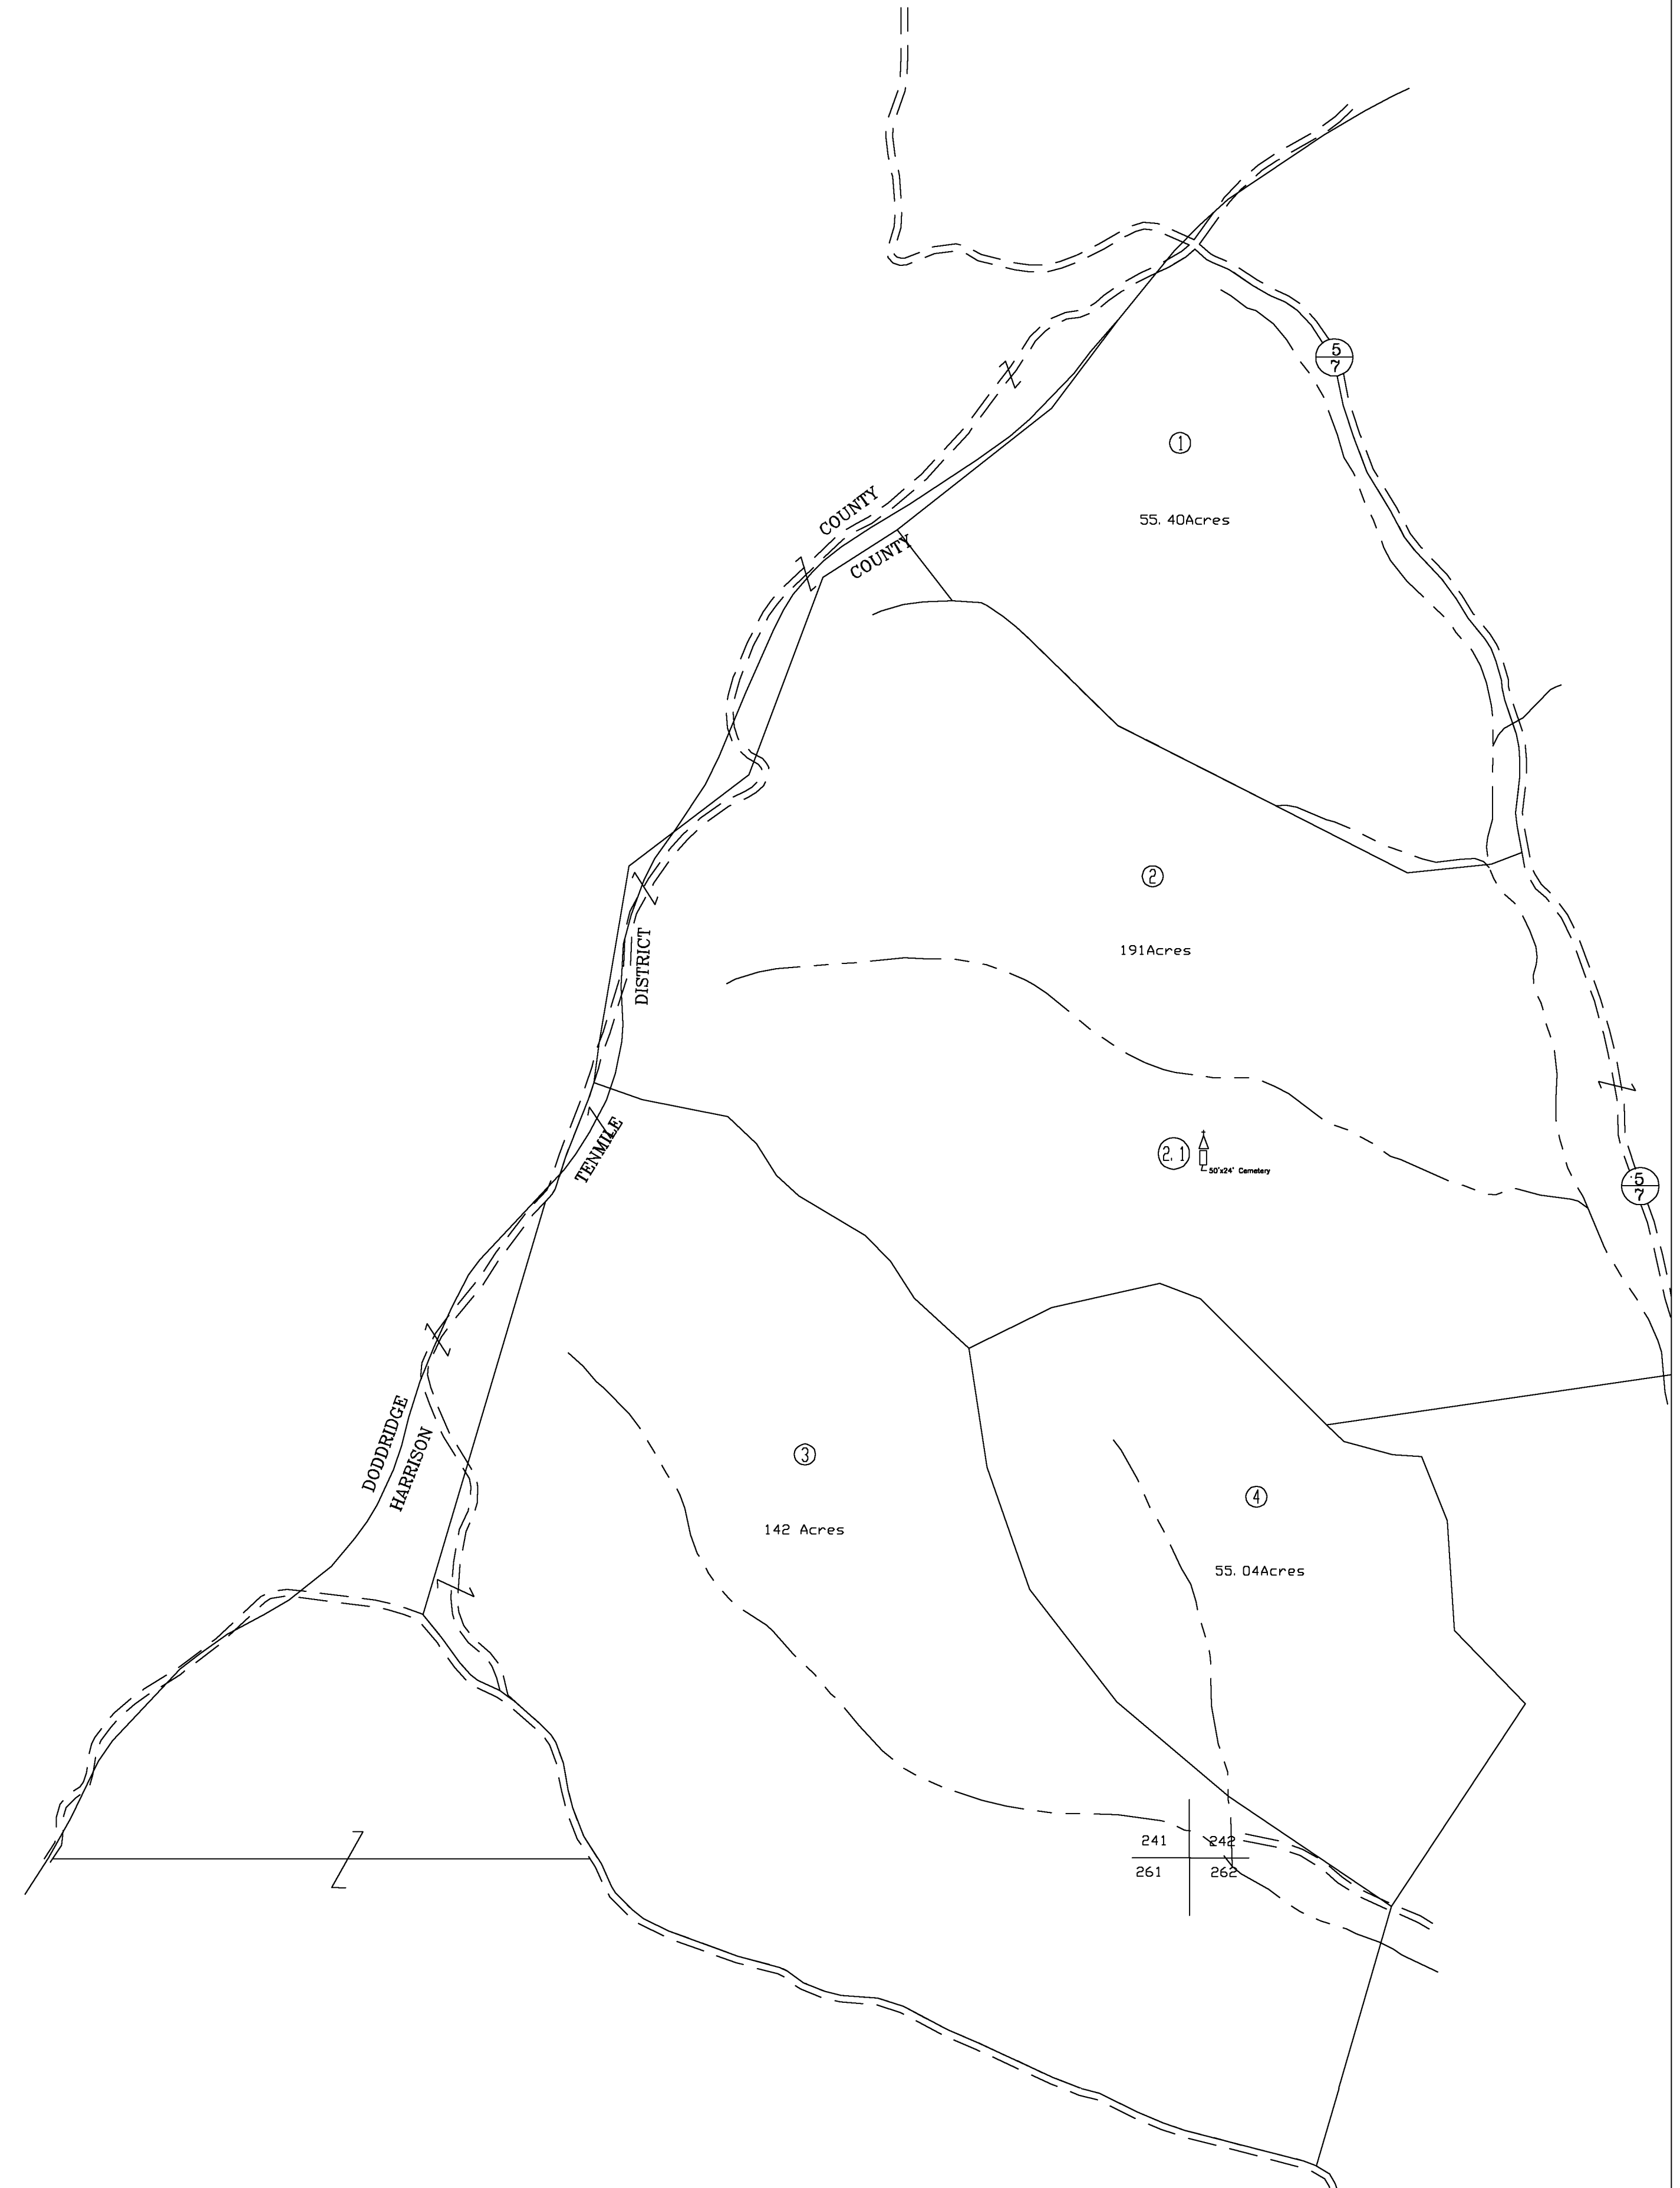 5
7
1
COUNTY
55.40Acres
COUNTY
2
DISTRICT
191Acres
TENMILE
2.1
50'x24' Cemetery
5
7
DODDRIDGE
HARRISON
3
142 Acres
4
55.04Acres
241 242
261 262